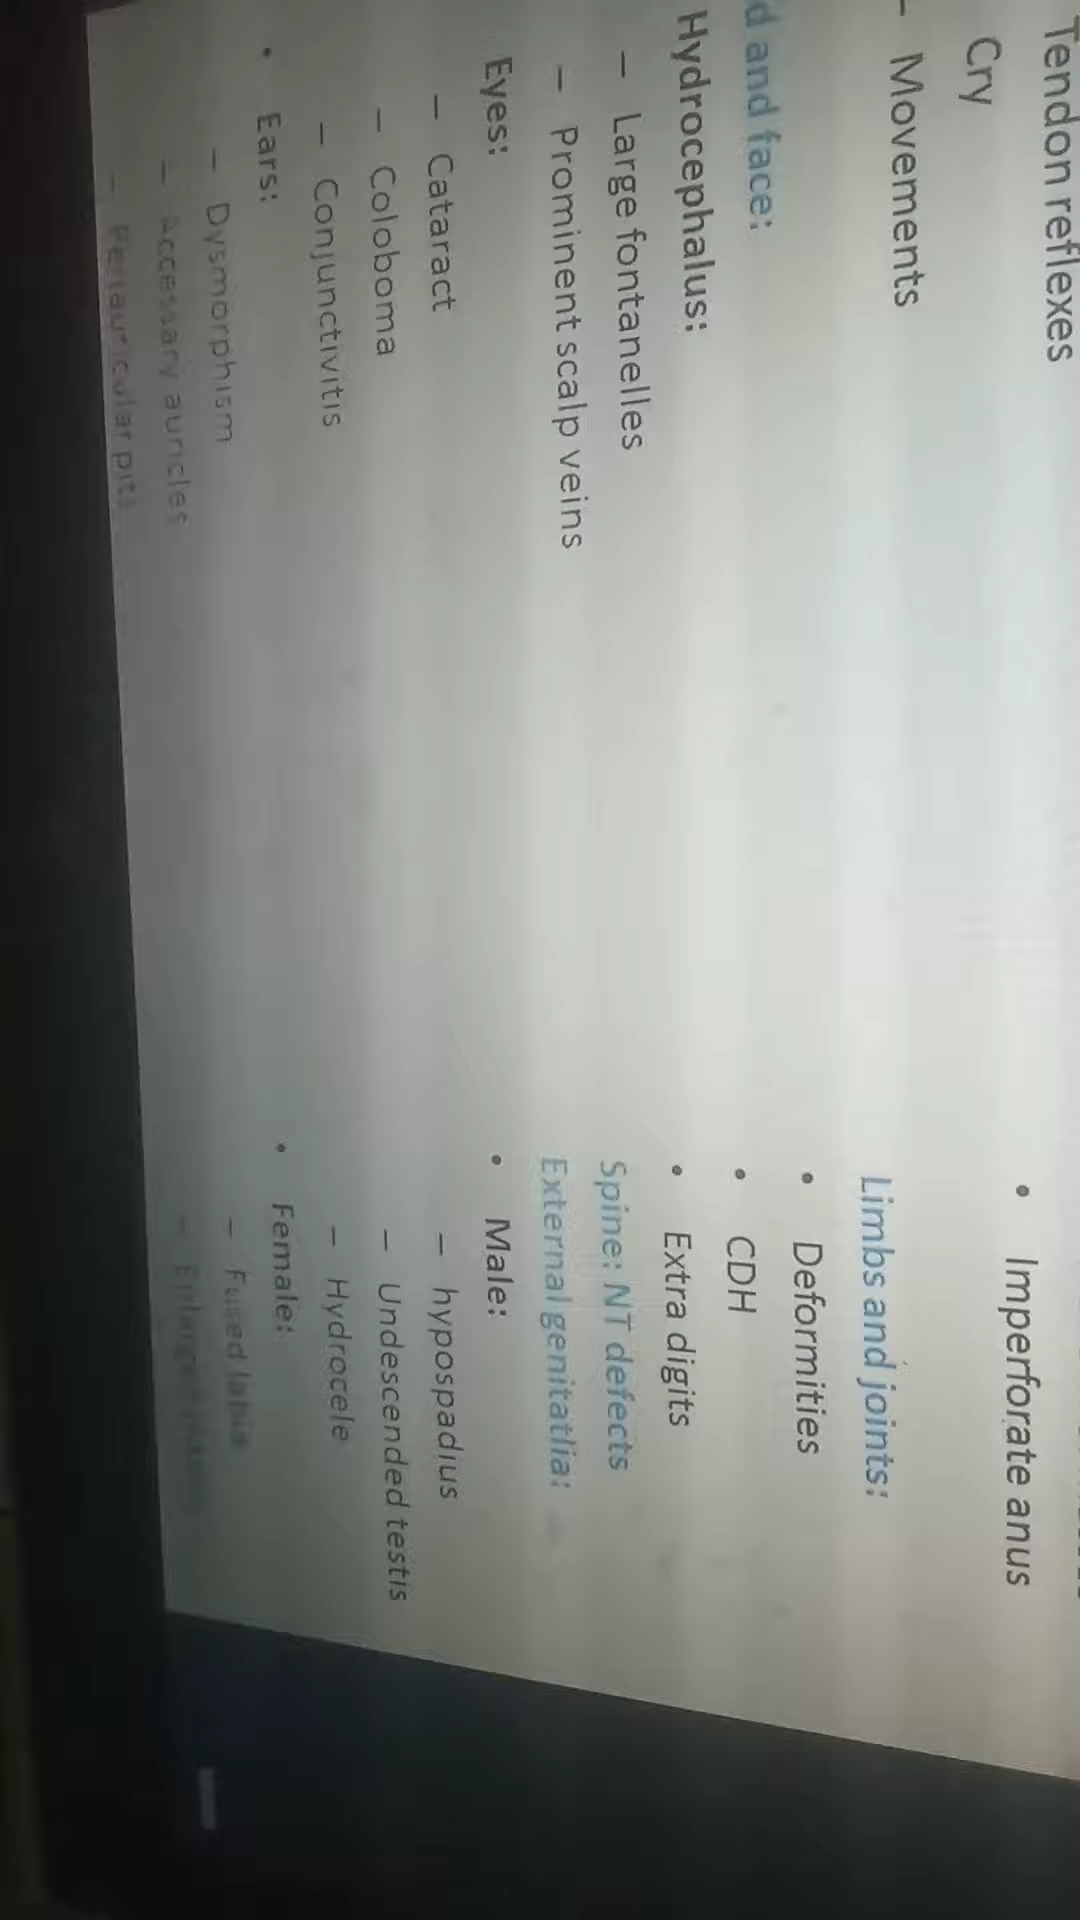 Tendon reflexes
Cry
– Movements
d and face:
Hydrocephalus:
– Large fontanelles
– Prominent scalp veins
Eyes:
– Cataract
– Coloboma
– Conjunctivitis
• Ears:
– Dysmorphism
– Accessary auricles
– Periauricular pits
• Imperforate anus
Limbs and joints:
• Deformities
• CDH
• Extra digits
Spine: NT defects
External genitatlia:
• Male:
– hypospadius
– Undescended testis
– Hydrocele
• Female:
– Fused labia